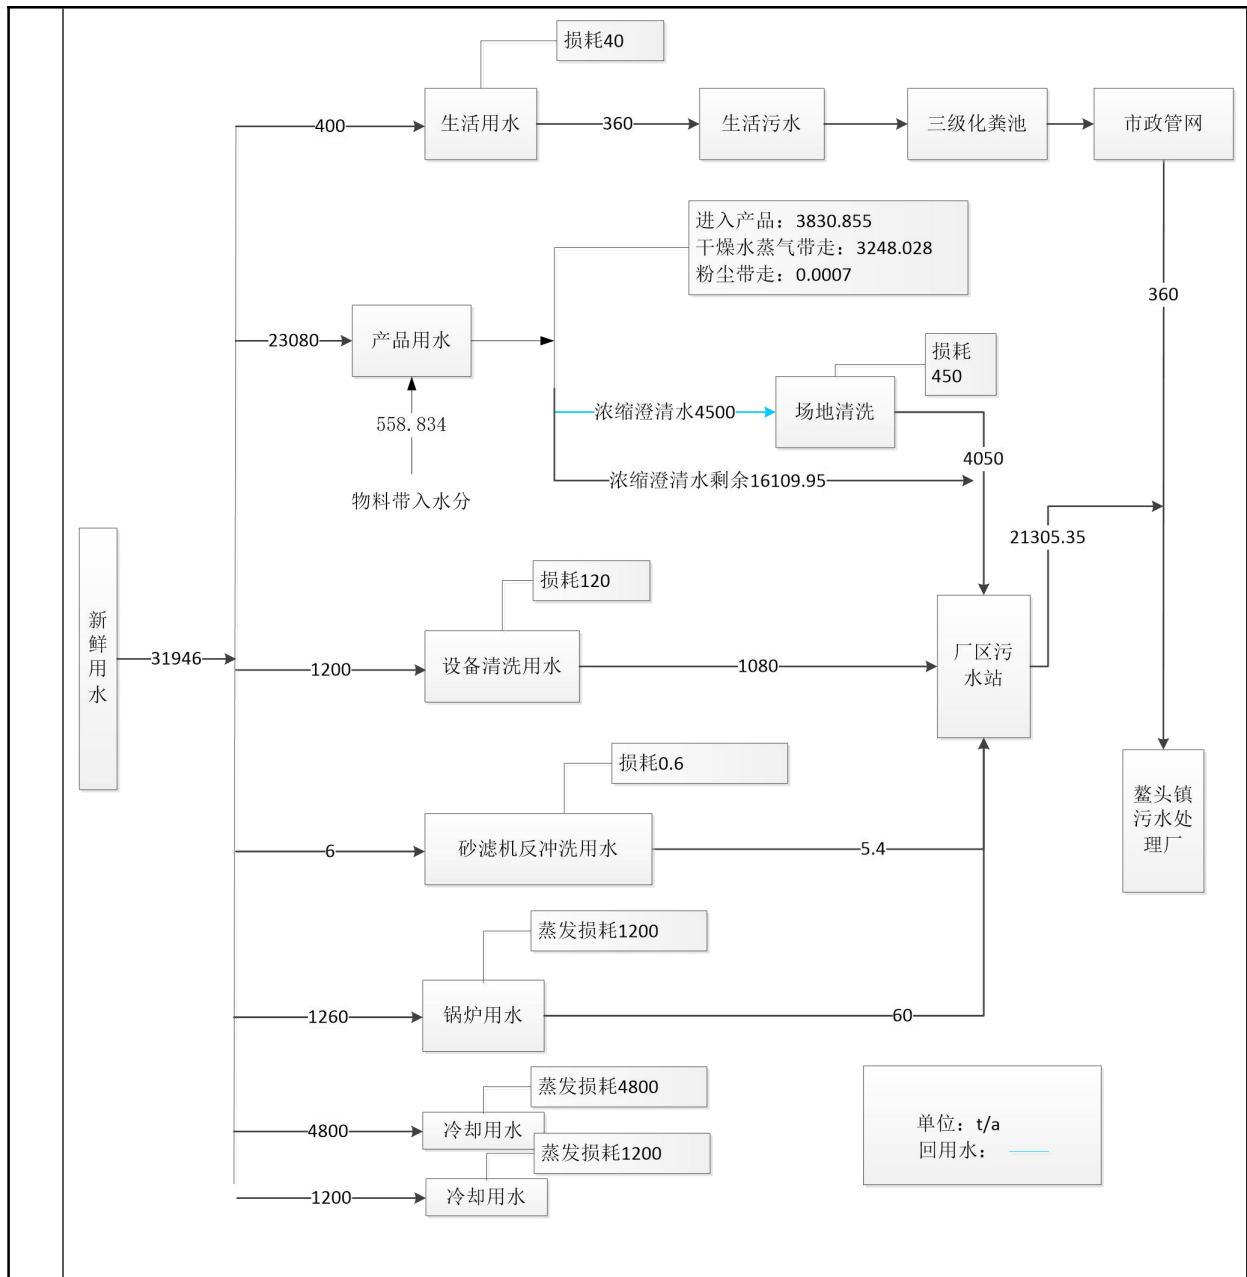 损耗40
400
生活用水
360
生活污水
三级化粪池
市政管网
进入产品：3830.855
干燥水蒸气带走：3248.028
粉尘带走：0.0007
360
23080
产品用水
损耗
450
浓缩澄清水4500
场地清洗
558.834
4050
浓缩澄清水剩余16109.95
物料带入水分
21305.35
损耗120
新
鲜
用
水
31946
1200
设备清洗用水
1080
厂区污
水站
损耗0.6
鳌头镇
污水处
理厂
6
砂滤机反冲洗用水
5.4
蒸发损耗1200
1260
锅炉用水
60
蒸发损耗4800
4800
冷却用水
蒸发损耗1200
1200
冷却用水
单位：t/a
回用水：